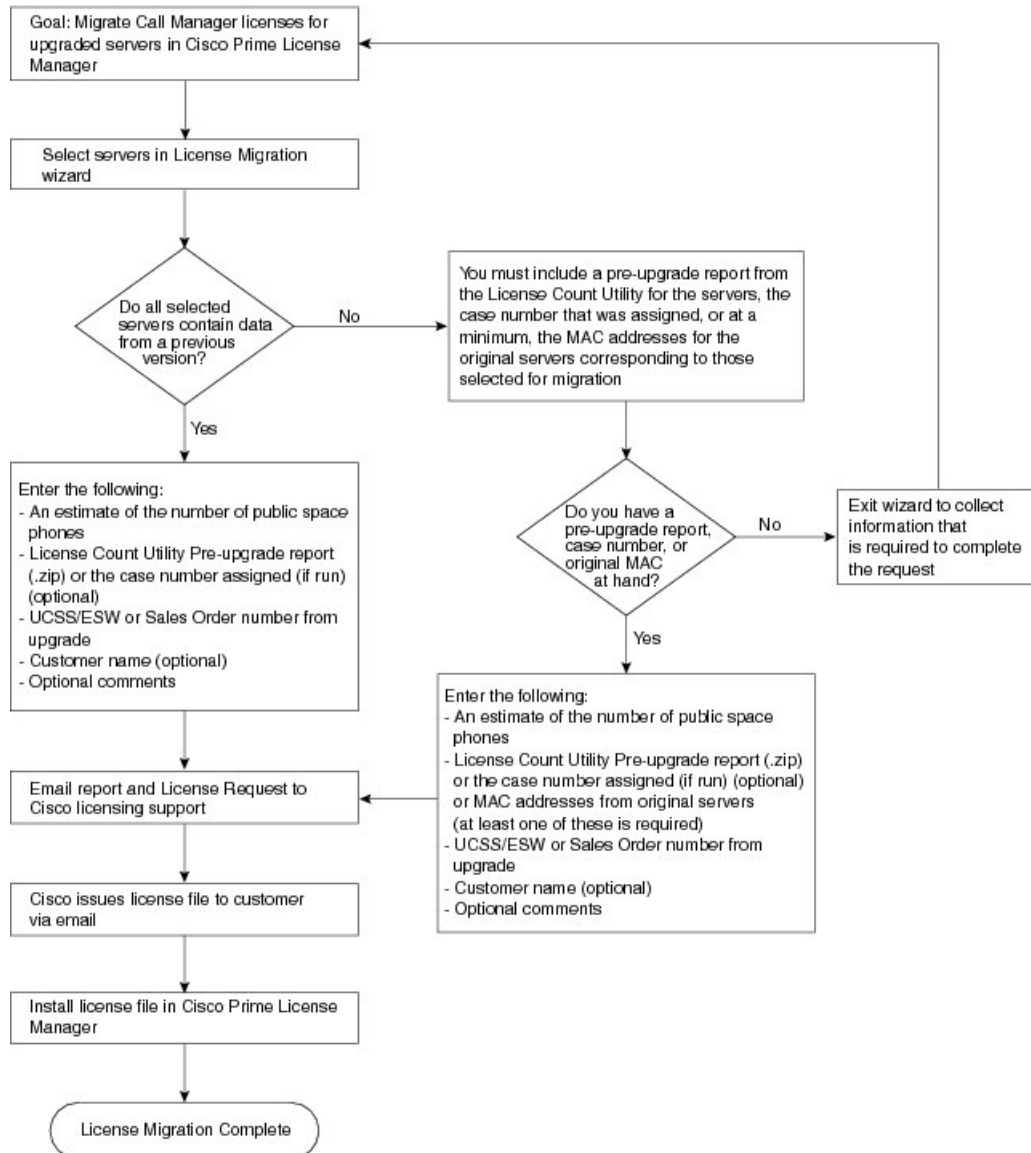 Goal: Migrate Call Manager licenses for
upgraded servers in Cisco Prime License
Manager
Select servers in License Migration
wizard
Do all selected
servers contain data
from a previous
version?
No
You must include a pre-upgrade report from
the License Count Utility for the servers, the
case number that was assigned, or at a
minimum, the MAC addresses for the
original servers corresponding to those
selected for migration
Yes
Enter the following:
- An estimate of the number of public space
phones
- License Count Utility Pre-upgrade report
(.zip) or the case number assigned (if run)
(optional)
- UCSS/ESW or Sales Order number from
upgrade
- Customer name (optional)
- Optional comments
Do you have a
pre-upgrade report,
case number, or
original MAC
at hand?
No
Exit wizard to collect
information that
is required to complete
the request
Yes
Enter the following:
- An estimate of the number of public space
phones
- License Count Utility Pre-upgrade report (.zip)
or the case number assigned (if run) (optional)
or MAC addresses from original servers
(at least one of these is required)
- UCSS/ESW or Sales Order number from
upgrade
- Customer name (optional)
- Optional comments
Email report and License Request to
Cisco licensing support
Cisco issues license file to customer
via email
Install license file in Cisco Prime License
Manager
License Migration Complete